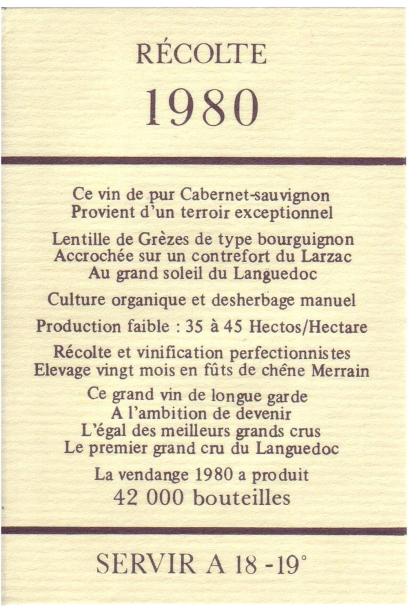 RÉCOLTE
1980
Ce vin de pur Cabernet-sauvignon
Provient d'un terroir exceptionnel
Lentille de Grèzes de type bourguignon
Accrochée sur un contrefort du Larzac
Au grand soleil du Languedoc
Culture organique et desherbage manuel
Production faible : 35 à 45 Hectos/Hectare
Récolte et vinification perfectionnistes
Elevage vingt mois en fûts de chéne Merrain
Ce grand vin de longue garde
A l'ambition de devenir
L'égal des meilleurs grands crus
Le premier grand cru du Languedoc
La vendange 1980 a produit
42 000 bouteilles
SERVIR A 18 -19°